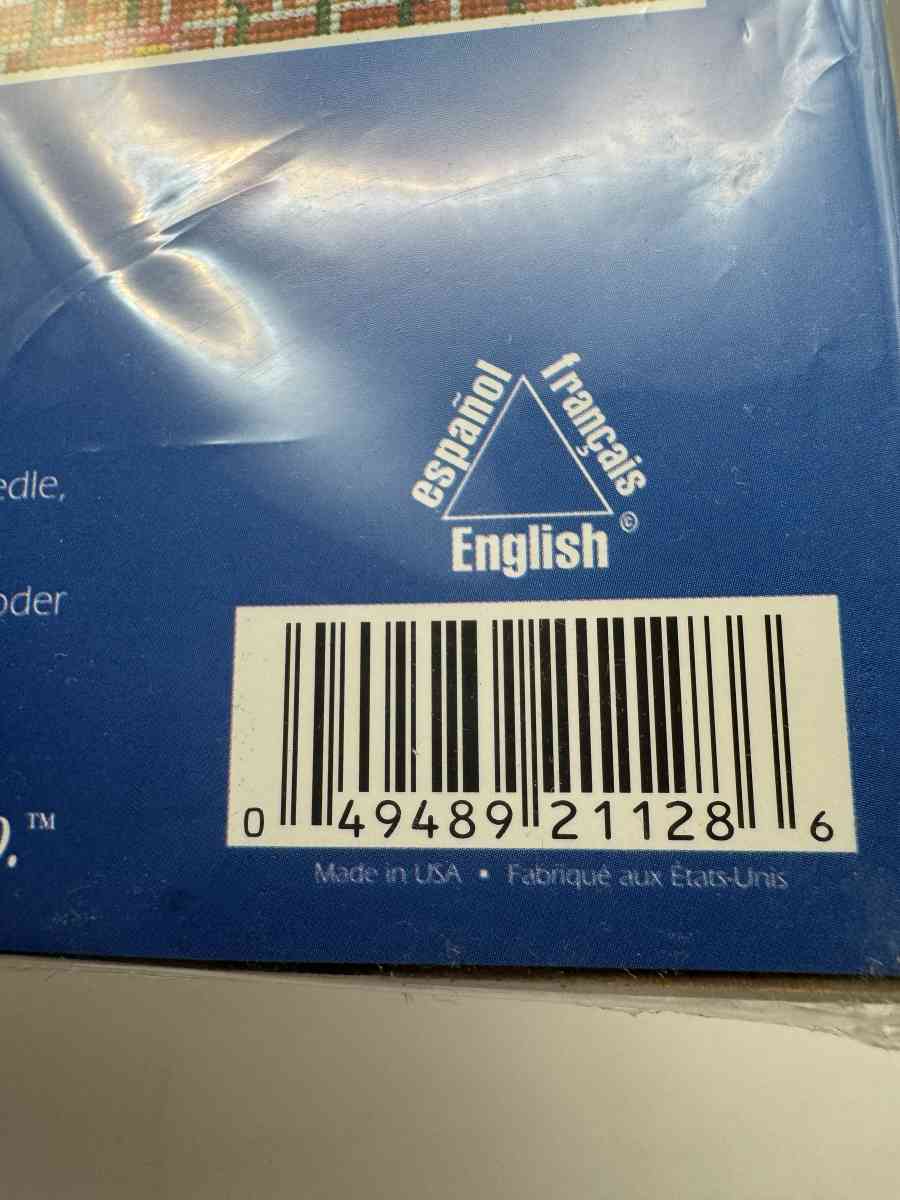 español
français
©
English
edle,
oder
.™
0 49489 21128 6
Made in USA • Fabriqué aux États-Unis